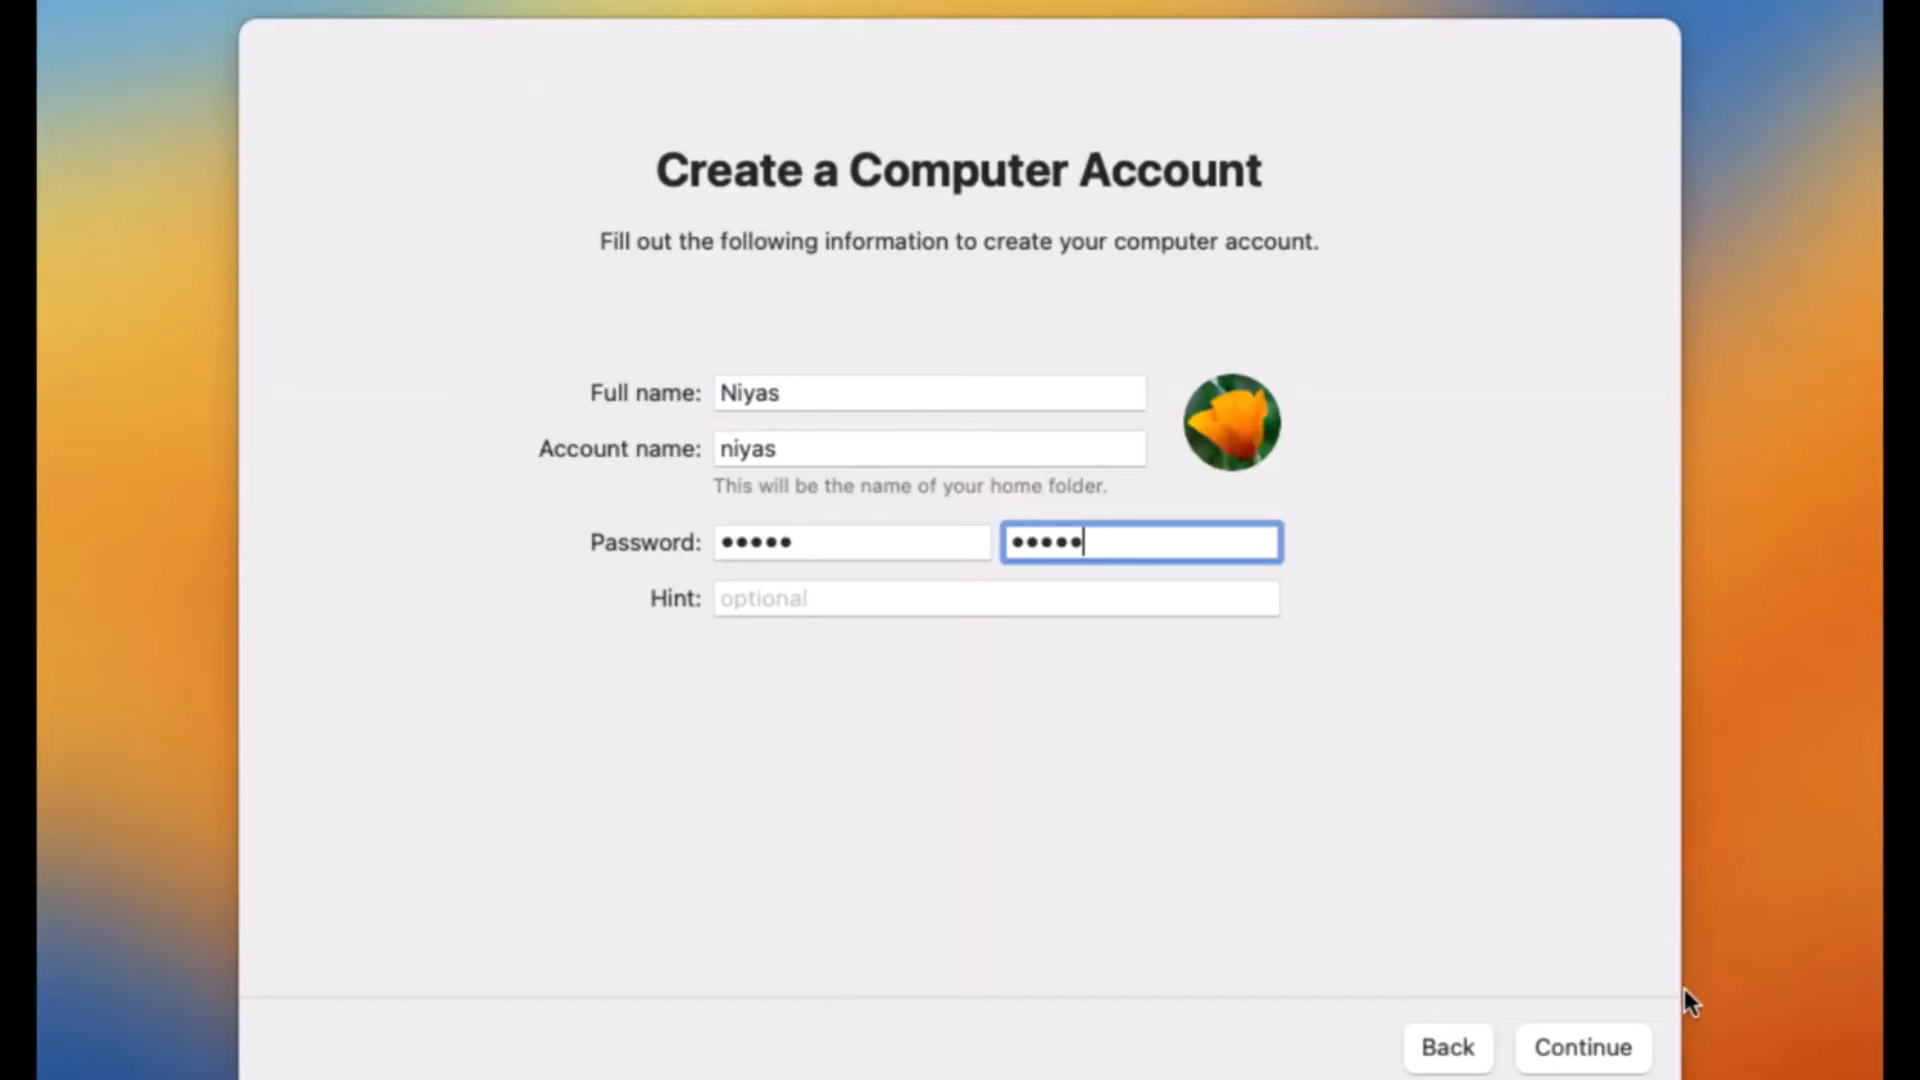 Create a Computer Account
Fill out the following information to create your computer account.
Full name: Niyas
Account name: niyas
This will be the name of your home folder.
Password: ••••• •••••
Hint: optional
Back Continue